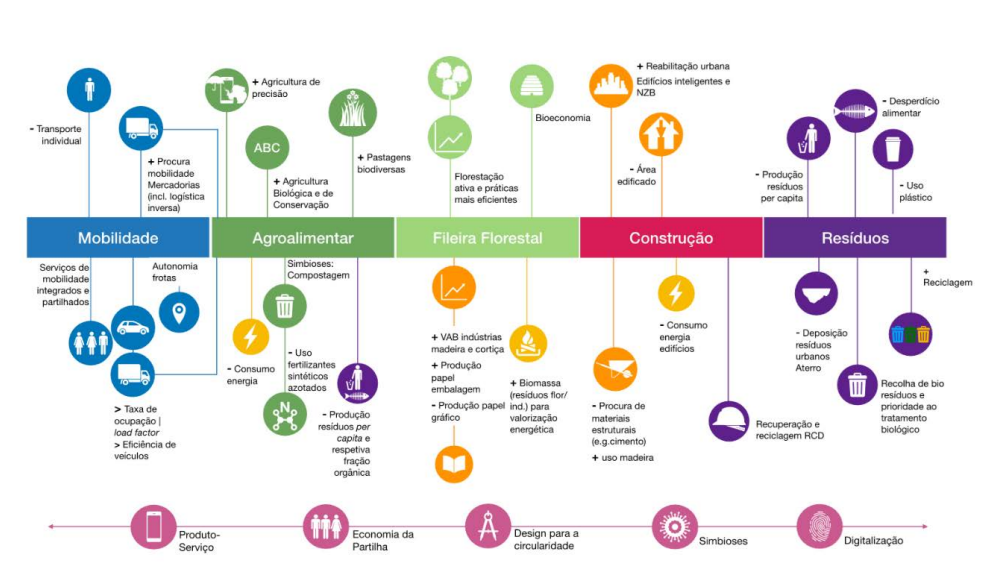 - Transporte
individual
+ Procura
mobilidade
Mercadorias
(incl. logística
inversa)
+ Agricultura de
precisão
ABC
+ Agricultura
Biológica e de
Conservação
+ Pastagens
biodiversas
Florestação
ativa e práticas
mais eficientes
Bioeconomia
+ Reabilitação urbana
Edifícios inteligentes e
NZB
- Área
edificado
- Produção
resíduos
per capita
- Desperdício
alimentar
- Uso
plástico
Mobilidade
Agroalimentar
Fileira Florestal
Construção
Resíduos
Serviços de
mobilidade
integrados e
partilhados
Autonomia
frotas
> Taxa de
ocupação |
load factor
> Eficiência de
veículos
- Consumo
energia
Simbioses:
Compostagem
- Uso
fertilizantes
sintéticos
azotados
N
- Produção
resíduos per
capita e
respetiva
fração
orgânica
+ VAB indústrias
madeira e cortiça
+ Produção
papel
embalagem
- Produção papel
gráfico
+ Biomassa
(resíduos flor/
ind.) para
valorização
energética
- Procura de
materiais
estruturais
(e.g.cimento)
+ uso madeira
- Consumo
energia
edifícios
Recuperação e
reciclagem RCD
- Deposição
resíduos
urbanos
Aterro
+
Reciclagem
Recolha de bio
resíduos e
prioridade ao
tratamento
biológico
Produto-
Serviço
Economia da
Partilha
Design para a
circularidade
Simbioses
Digitalização